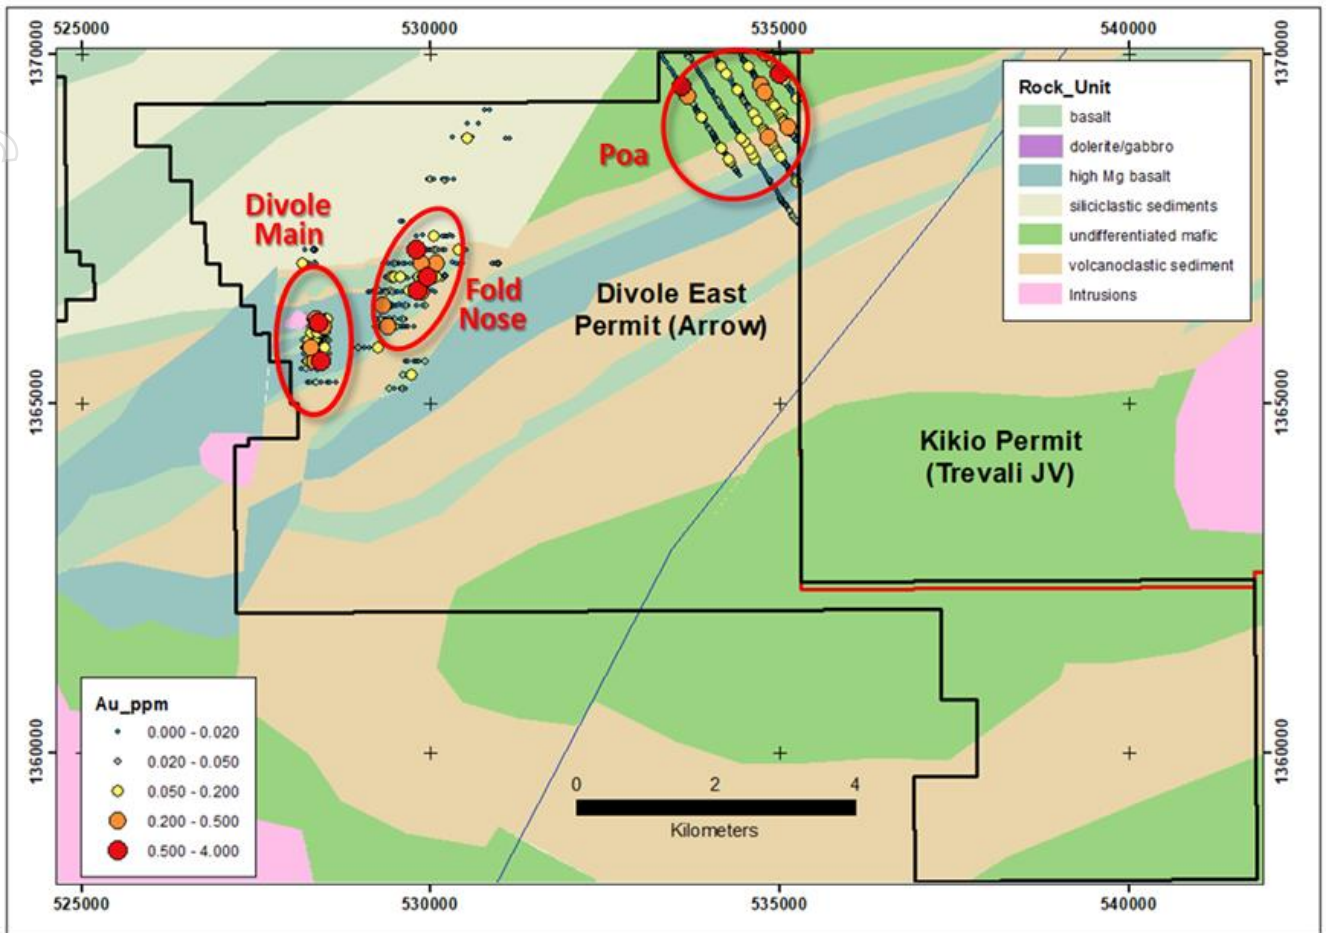 525000 530000 535000 540000
1370000
1370000
Rock_Unit
basalt
dolerite/gabbro
high Mg basalt
siliciclastic sediments
undifferentiated mafic
volcanoclastic sediment
Intrusions
Poa
Divole
Main
Fold
Nose
Divole East
Permit (Arrow)
1365000
1365000
Kikio Permit
(Trevali JV)
Au_ppm
0.000 - 0.020
0.020 - 0.050
0.050 - 0.200
0.200 - 0.500
0.500 - 4.000
1360000
1360000
0 2 4
Kilometers
525000 530000 535000 540000